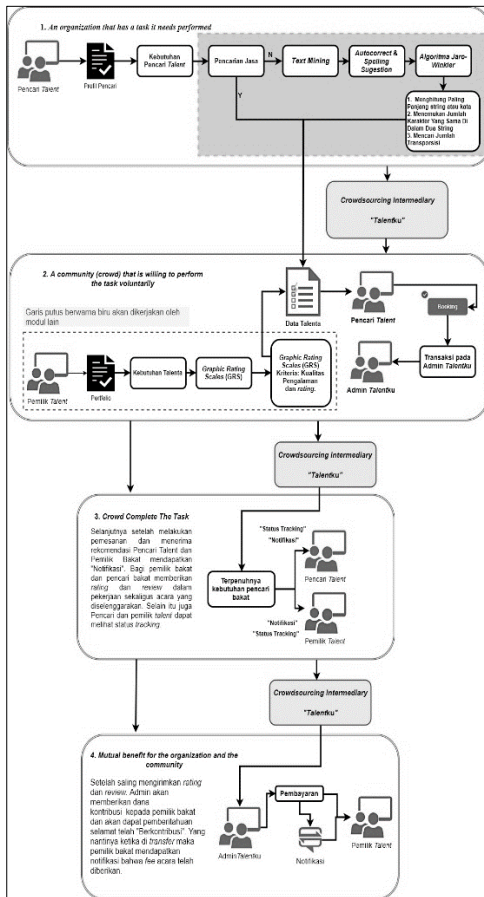 1. An organization that has a task it needs performed
Pencari Talent
Profil Pencari
Kebutuhan
Pencari Talent
Pencarian Jasa
N
Y
Text Mining
Autocorrect &
Spelling
Sugestion
Algoritma Jaro-
Winkler
1. Menghitung Paling
Panjang string atau kata
2. Menemukan Jumlah
Karakter Yang Sama Di
Dalam Dua String
3. Mencari Jumlah
Transposisi
Crowdsourcing Intermediary
"Talentku"
2. A community (crowd) that is willing to perform
the task voluntarily
Garis putus berwarna biru akan dikerjakan oleh
modul lain
Data Talenta
Pencari Talent
Booking
Transaksi pada
Admin Talentku
Admin Talentku
Pemilik Talent
Portfolio
Kebutuhan Talenta
Graphic Rating
Scales (GRS)
Graphic Rating
Scales (GRS)
Kriteria: Kualitas
Pengalaman
dan rating.
Crowdsourcing Intermediary
"Talentku"
3. Crowd Complete The Task
Selanjutnya setelah melakukan
pemesanan dan menerima
rekomendasi Pencari Talent dan
Pemilik Bakat mendapatkan
"Notifikasi". Bagi pemilik bakat
dan pencari bakat memberikan
rating dan review dalam
pekerjaan sekaligus acara yang
diselenggarakan. Selain itu juga
Pencari dan pemilik talent dapat
melihat status tracking
Terpenuhnya
kebutuhan pencari
bakat
"Status Tracking"
"Notifikasi"
Pencari Talent
"Notifikasi"
"Status Tracking"
Pemilik Talent
Crowdsourcing Intermediary
"Talentku"
4. Mutual benefit for the organization and the
community
Setelah saling mengirimkan rating
dan review. Admin akan
memberikan dana
kontribusi kepada pemilik bakat
dan akan dapat pemberitahuan
selamat telah "Berkontribusi". Yang
nantinya ketika di transfer maka
pemilik bakat mendapatkan
notifikasi bahwa fee acara telah
diberikan.
AdminTalentku
Pembayaran
Notifikasi
Pemilik Talent